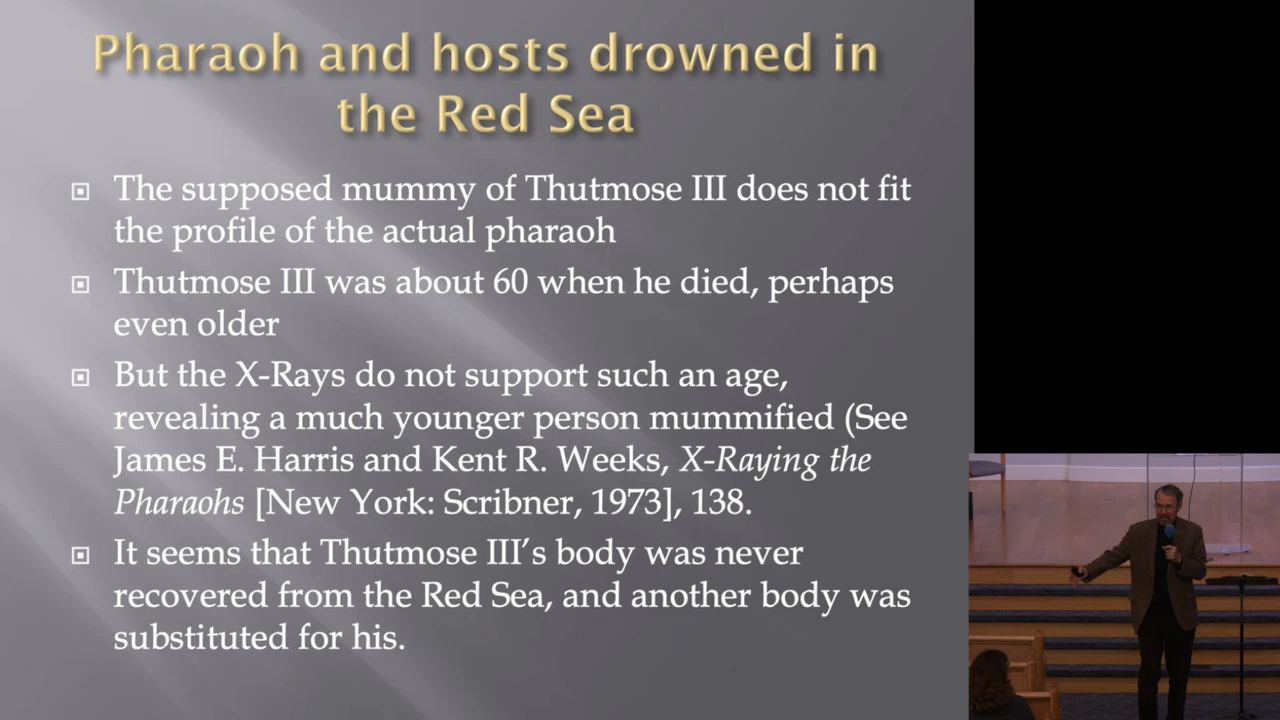 Pharaoh and hosts drowned in
the Red Sea
The supposed mummy of Thutmose III does not fit
the profile of the actual pharaoh
Thutmose III was about 60 when he died, perhaps
even older
But the X-Rays do not support such an age,
revealing a much younger person mummified (See
James E. Harris and Kent R. Weeks, X-Raying the
Pharaohs [New York: Scribner, 1973], 138.
It seems that Thutmose III's body was never
recovered from the Red Sea, and another body was
substituted for his.